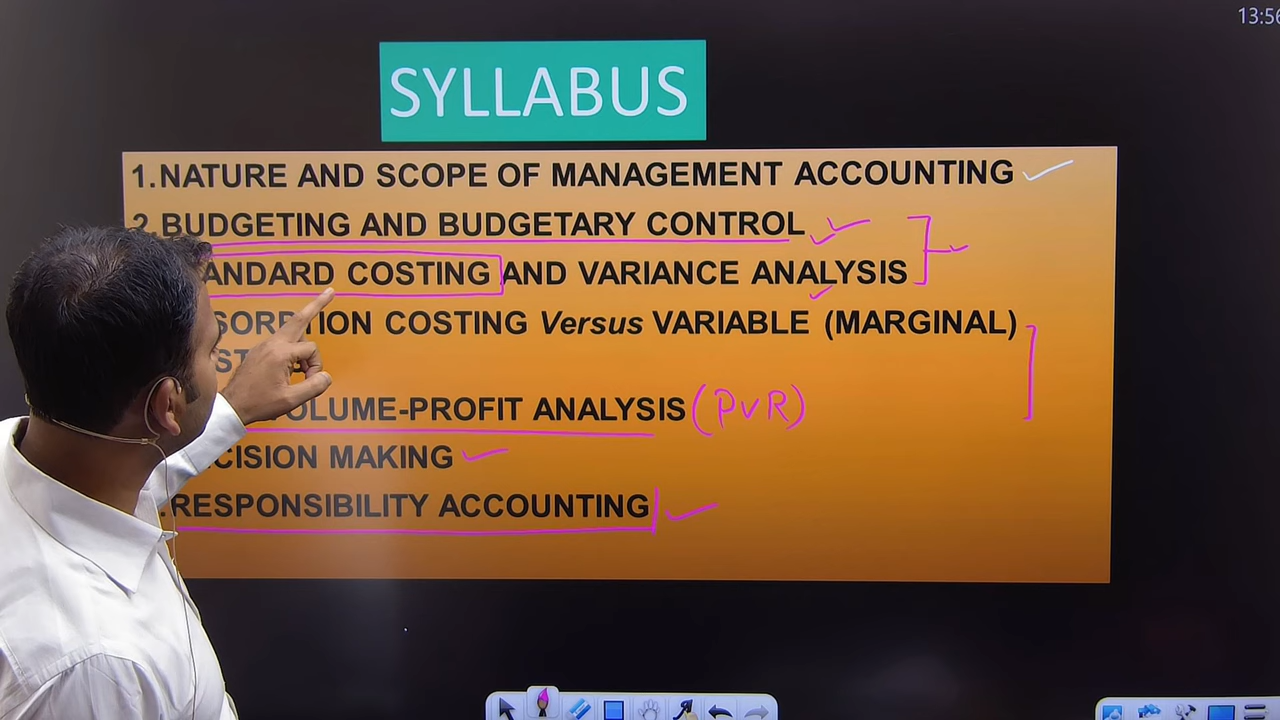 13:56
SYLLABUS
1.NATURE AND SCOPE OF MANAGEMENT ACCOUNTING
2.BUDGETING AND BUDGETARY CONTROL
ANDARD COSTING AND VARIANCE ANALYSIS
SORPTION COSTING Versus VARIABLE (MARGINAL)
OLUME-PROFIT ANALYSIS (PVR)
CISION MAKING
.RESPONSIBILITY ACCOUNTING